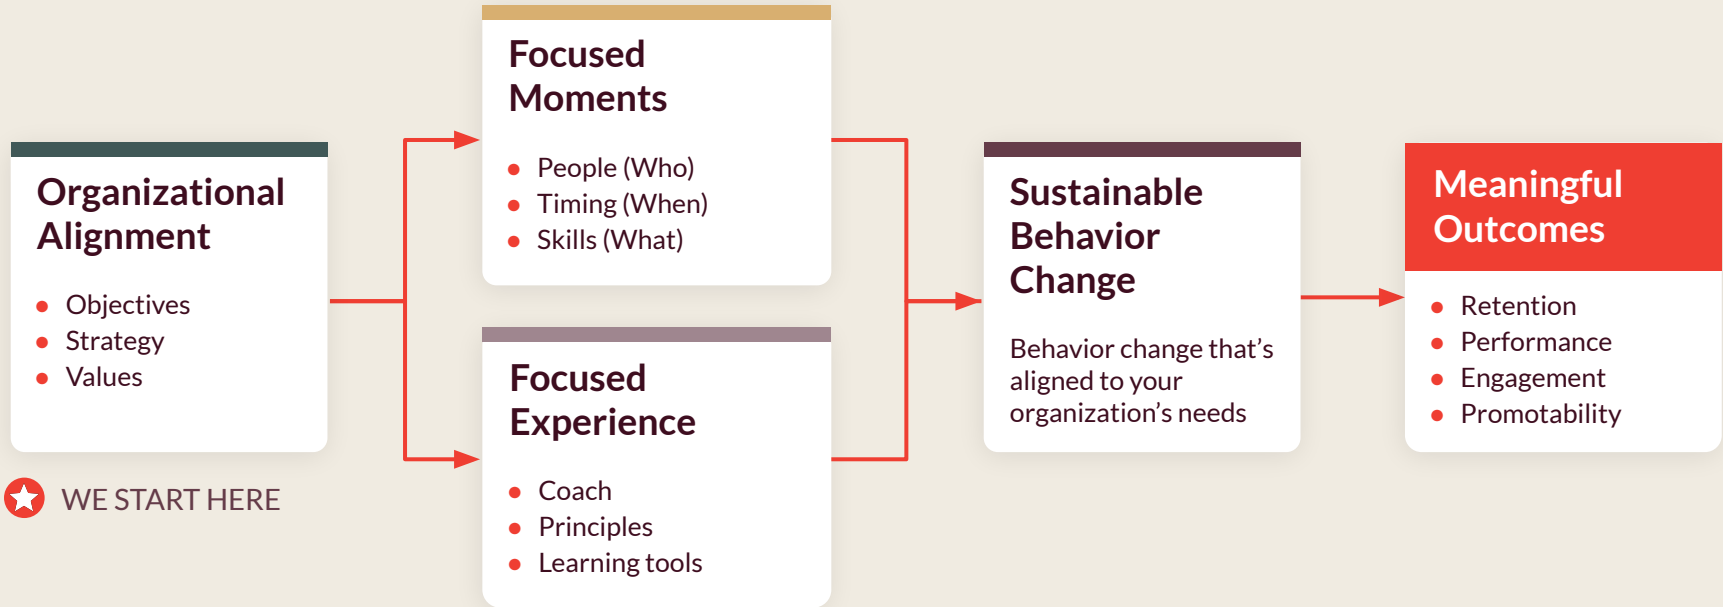 Organizational
Alignment
Objectives
Strategy
Values
WE START HERE
Focused
Moments
People (Who)
Timing (When)
Skills (What)
Focused
Experience
Coach
Principles
Learning tools
Sustainable
Behavior
Change
Behavior change that’s
aligned to your
organization’s needs
Meaningful
Outcomes
Retention
Performance
Engagement
Promotability